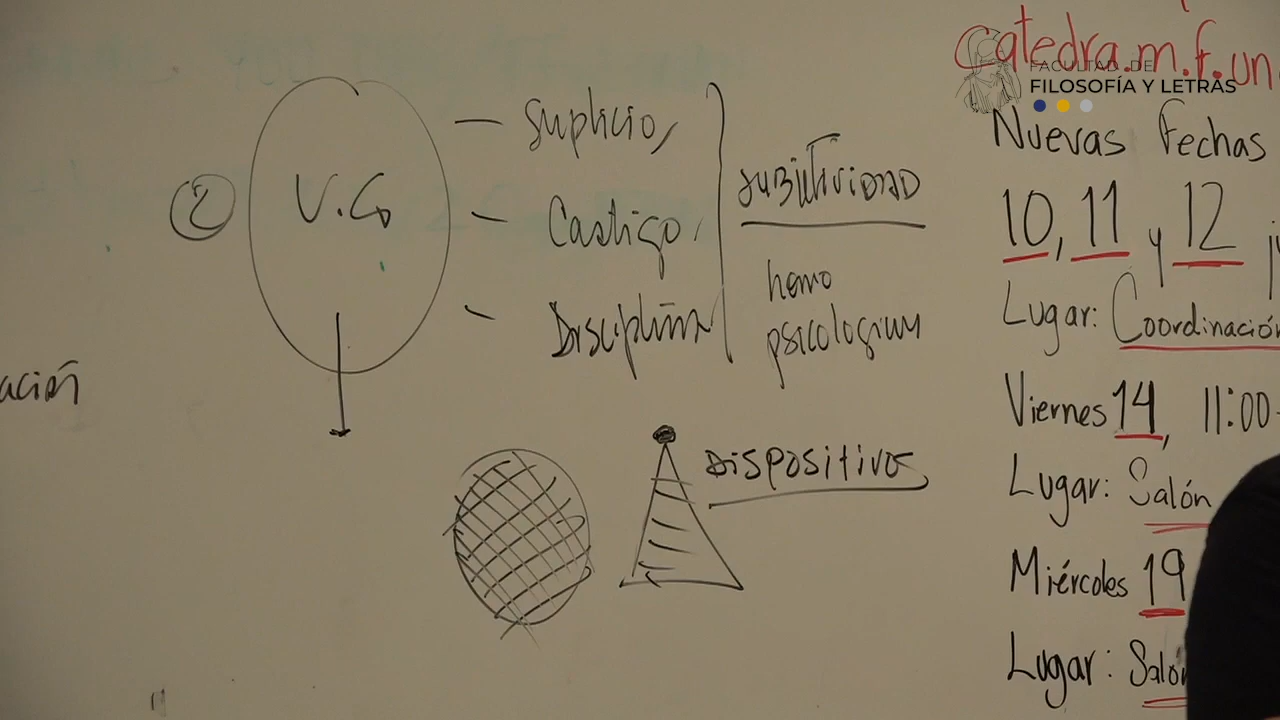 Catedra.m.f.un
FACULTAD DE
FILOSOFÍA Y LETRAS
Nuevas Fechas
10, 11 y 12
Lugar: Coordinación
Viernes 14, 11:00
Lugar: Salón
Miércoles 19
Lugar: Salón
2
V.G
Suplicio,
Castigo,
Disciplina
subjetividad
homo
psicologicum
Dispositivos
ación